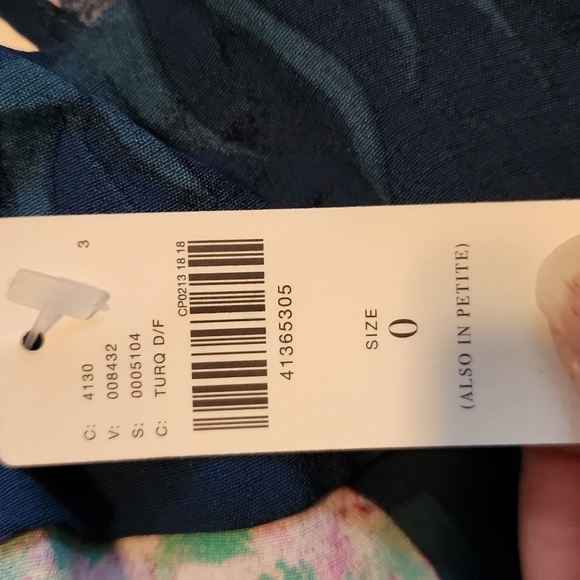 3
C: 4130
V: 008432
S: 0005104
C: TURQ D/F
CP0213 18 18
41365305
SIZE
0
(ALSO IN PETITE)